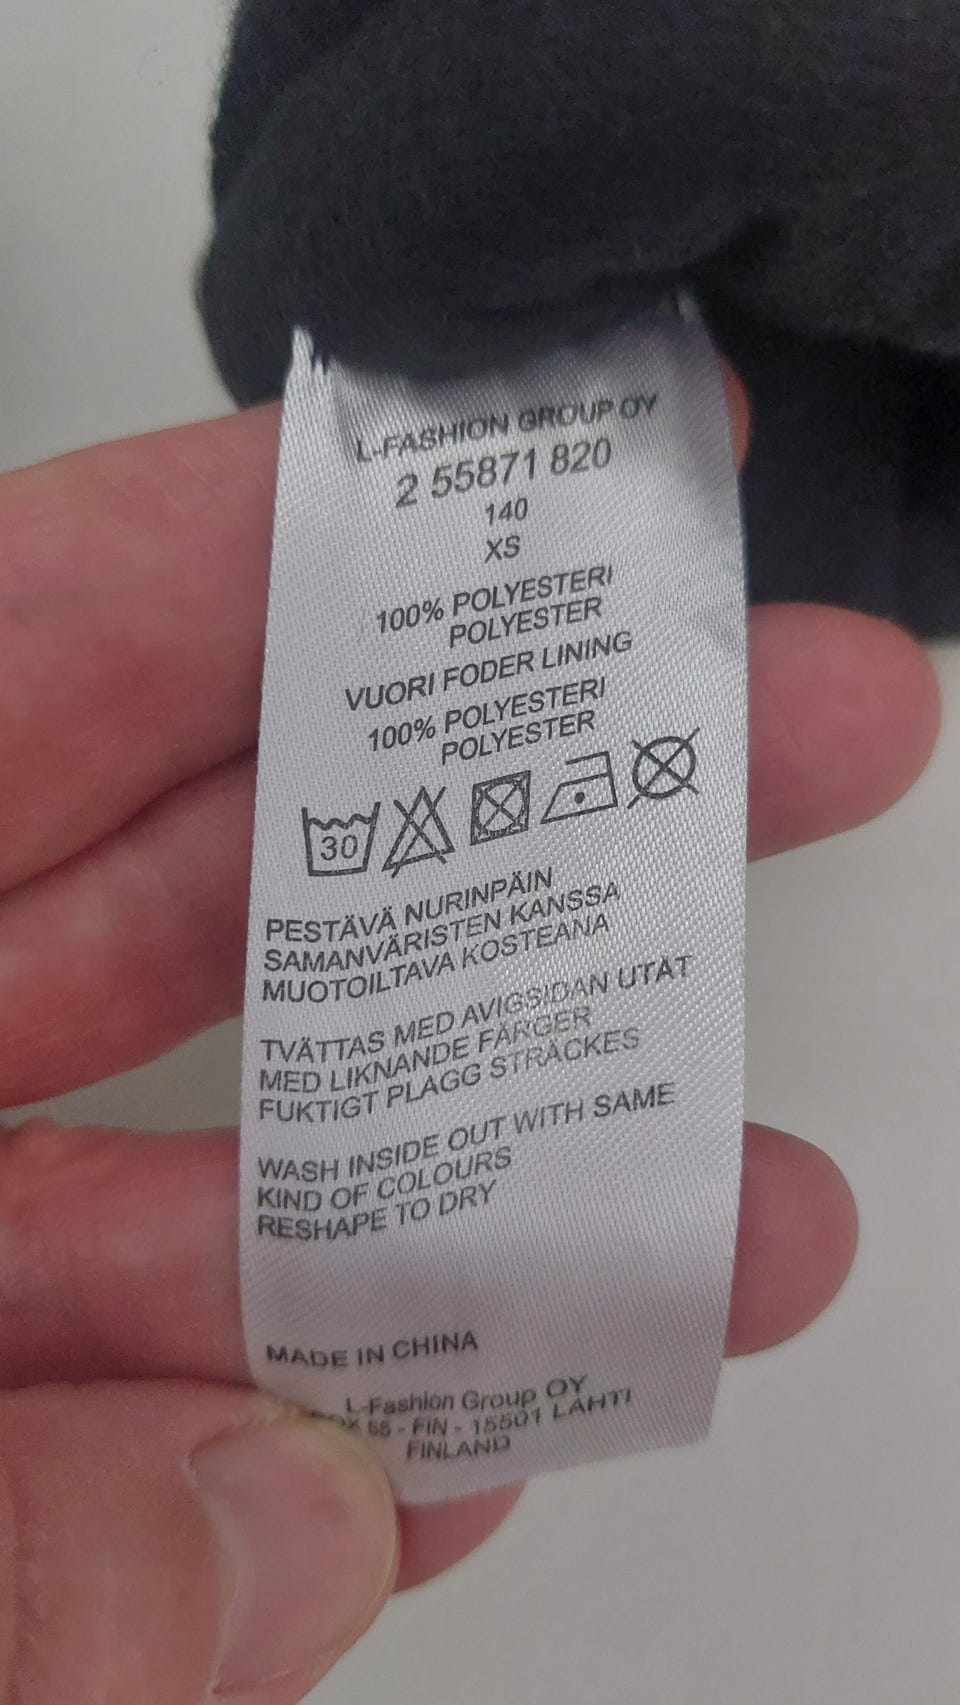 L-FASHION GROUP OY
2 55871 820
140
XS
100% POLYESTERI
POLYESTER
VUORI FODER LINING
100% POLYESTERI
POLYESTER
30
PESTÄVÄ NURINPÄIN
SAMANVÄRISTEN KANSSA
MUOTOILTAVA KOSTEANA
TVÄTTAS MED AVIGSIDAN UTÅT
MED LIKNANDE FÄRGER
FUKTIGT PLAGG STRÄCKES
WASH INSIDE OUT WITH SAME
KIND OF COLOURS
RESHAPE TO DRY
MADE IN CHINA
L-Fashion Group OY
55 - FIN - 15501 LAHTI
FINLAND